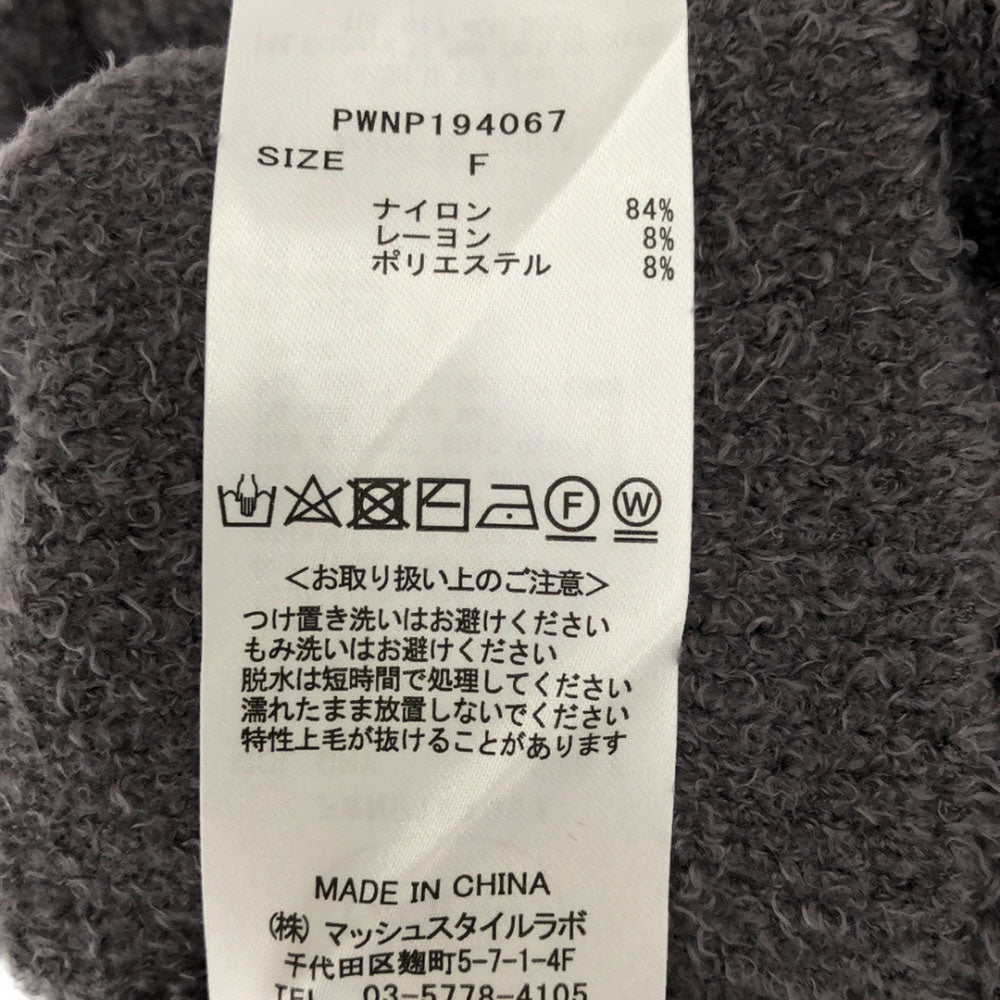 PWNP194067
SIZE F
ナイロン 84%
レーヨン 8%
ポリエステル 8%
F W
＜お取り扱い上のご注意＞
つけ置き洗いはお避けください
もみ洗いはお避けください
脱水は短時間で処理してください
濡れたまま放置しないでください
特性上毛が抜けることがあります
MADE IN CHINA
(株) マッシュスタイルラボ
千代田区麹町5-7-1-4F
TEL 03-5778-4105